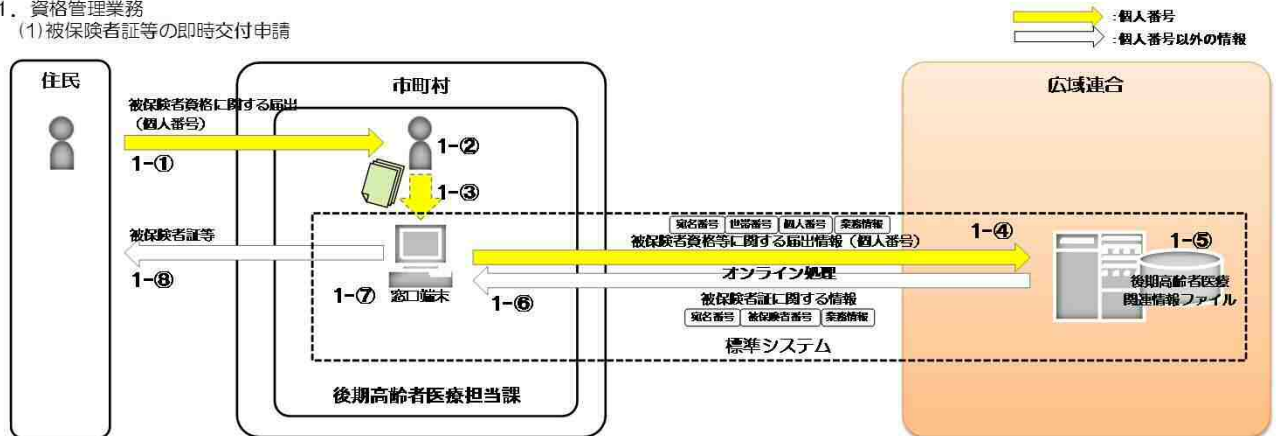 1．資格管理業務
(1)被保険者証等の即時交付申請
：個人番号
：個人番号以外の情報
住民
市町村
広域連合
被保険者資格に関する届出
（個人番号）
1-①
1-②
1-③
宛名番号 世帯番号 個人番号 業務情報
被保険者資格等に関する届出情報（個人番号）
1-④
1-⑤
被保険者証等
オンライン処理
後期高齢者医療
関連情報ファイル
1-⑧
1-⑦ 窓口端末
1-⑥
被保険者証に関する情報
宛名番号 被保険者番号 業務情報
標準システム
後期高齢者医療担当課